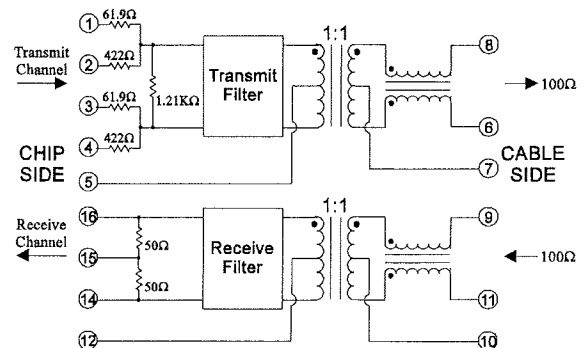 1
61.9Ω
1:1
8
Transmit
Channel
2
422Ω
1.21KΩ
Transmit
Filter
100Ω
3
61.9Ω
4
422Ω
6
CHIP
SIDE
7
CABLE
SIDE
5
1:1
Receive
Channel
16
9
50Ω
15
Receive
Filter
100Ω
50Ω
14
11
12
10